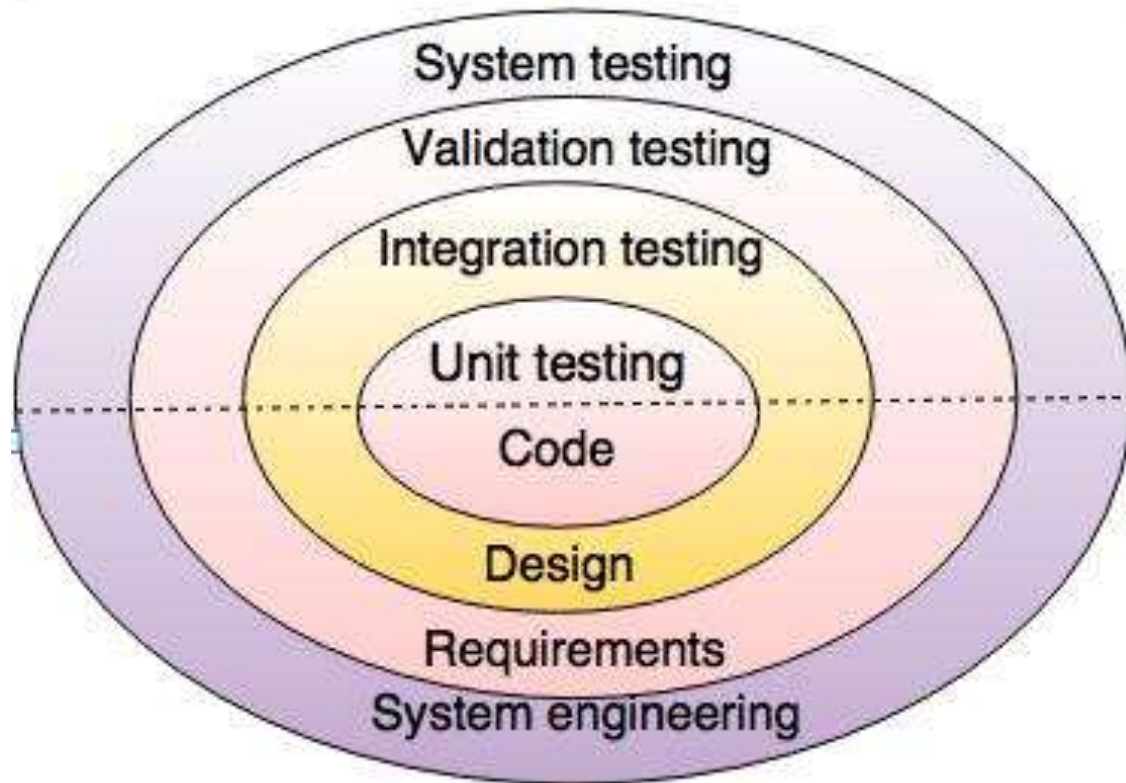 System testing
Validation testing
Integration testing
Unit testing
Code
Design
Requirements
System engineering